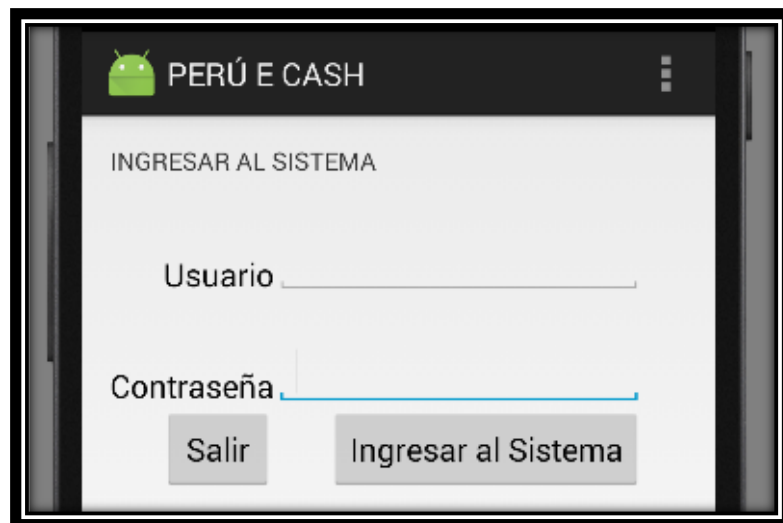 PERÚ E CASH
INGRESAR AL SISTEMA
Usuario
Contraseña
Salir Ingresar al Sistema